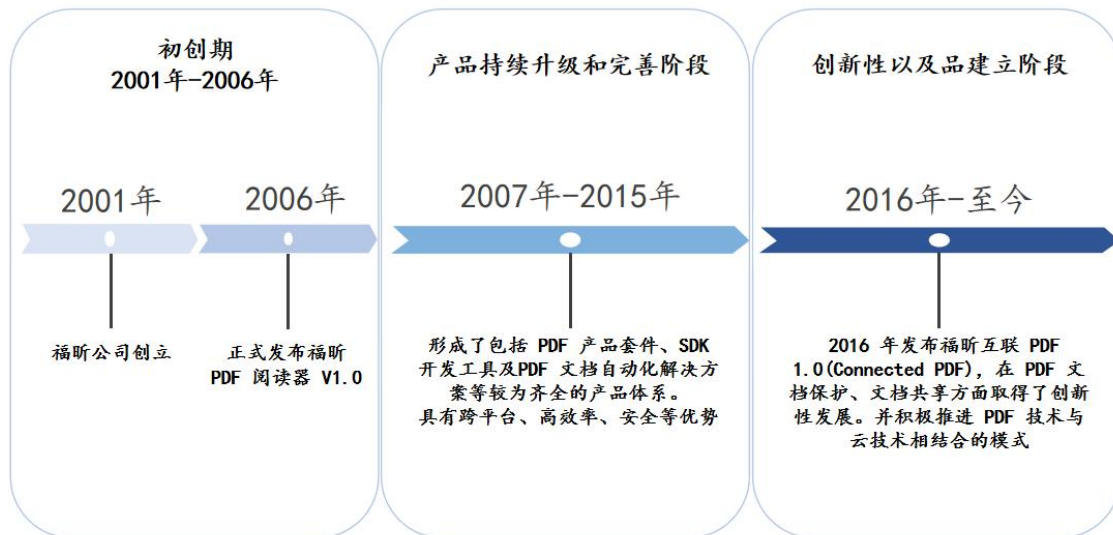 初创期
2001年-2006年
2001年
2006年
福昕公司创立
正式发布福昕
PDF 阅读器 V1.0
产品持续升级和完善阶段
2007年-2015年
形成了包括 PDF 产品套件、SDK
开发工具及PDF 文档自动化解决方
案等较为齐全的产品体系。
具有跨平台、高效率、安全等优势
创新性以及品建立阶段
2016年-至今
2016 年发布福昕互联 PDF
1.0(Connected PDF)，在 PDF 文
档保护、文档共享方面取得了创新
性发展。并积极推进 PDF 技术与
云技术相结合的模式